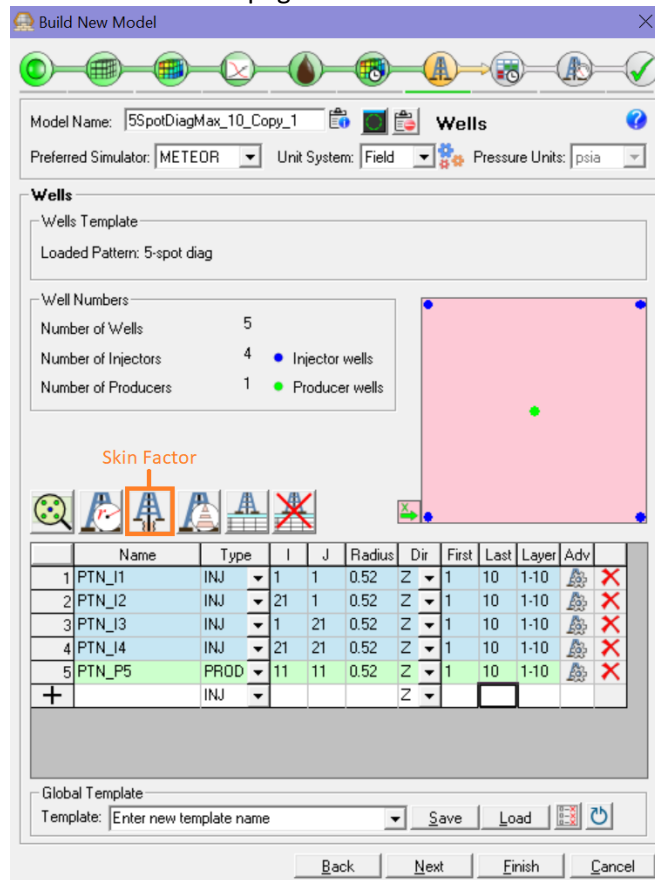 Build New Model
Model Name: 5SpotDiagMax_10_Copy_1 Wells
Preferred Simulator: METEOR Unit System: Field Pressure Units: psia
Wells
Wells Template
Loaded Pattern: 5-spot diag
Well Numbers
Number of Wells 5
Number of Injectors 4 Injector wells
Number of Producers 1 Producer wells
Skin Factor
Name Type I J Radius Dir First Last Layer Adv
1 PTN_I1 INJ 1 1 0.52 Z 1 10 1-10
2 PTN_I2 INJ 21 1 0.52 Z 1 10 1-10
3 PTN_I3 INJ 1 21 0.52 Z 1 10 1-10
4 PTN_I4 INJ 21 21 0.52 Z 1 10 1-10
5 PTN_P5 PROD 11 11 0.52 Z 1 10 1-10
INJ Z
Global Template
Template: Enter new template name Save Load
Back Next Finish Cancel